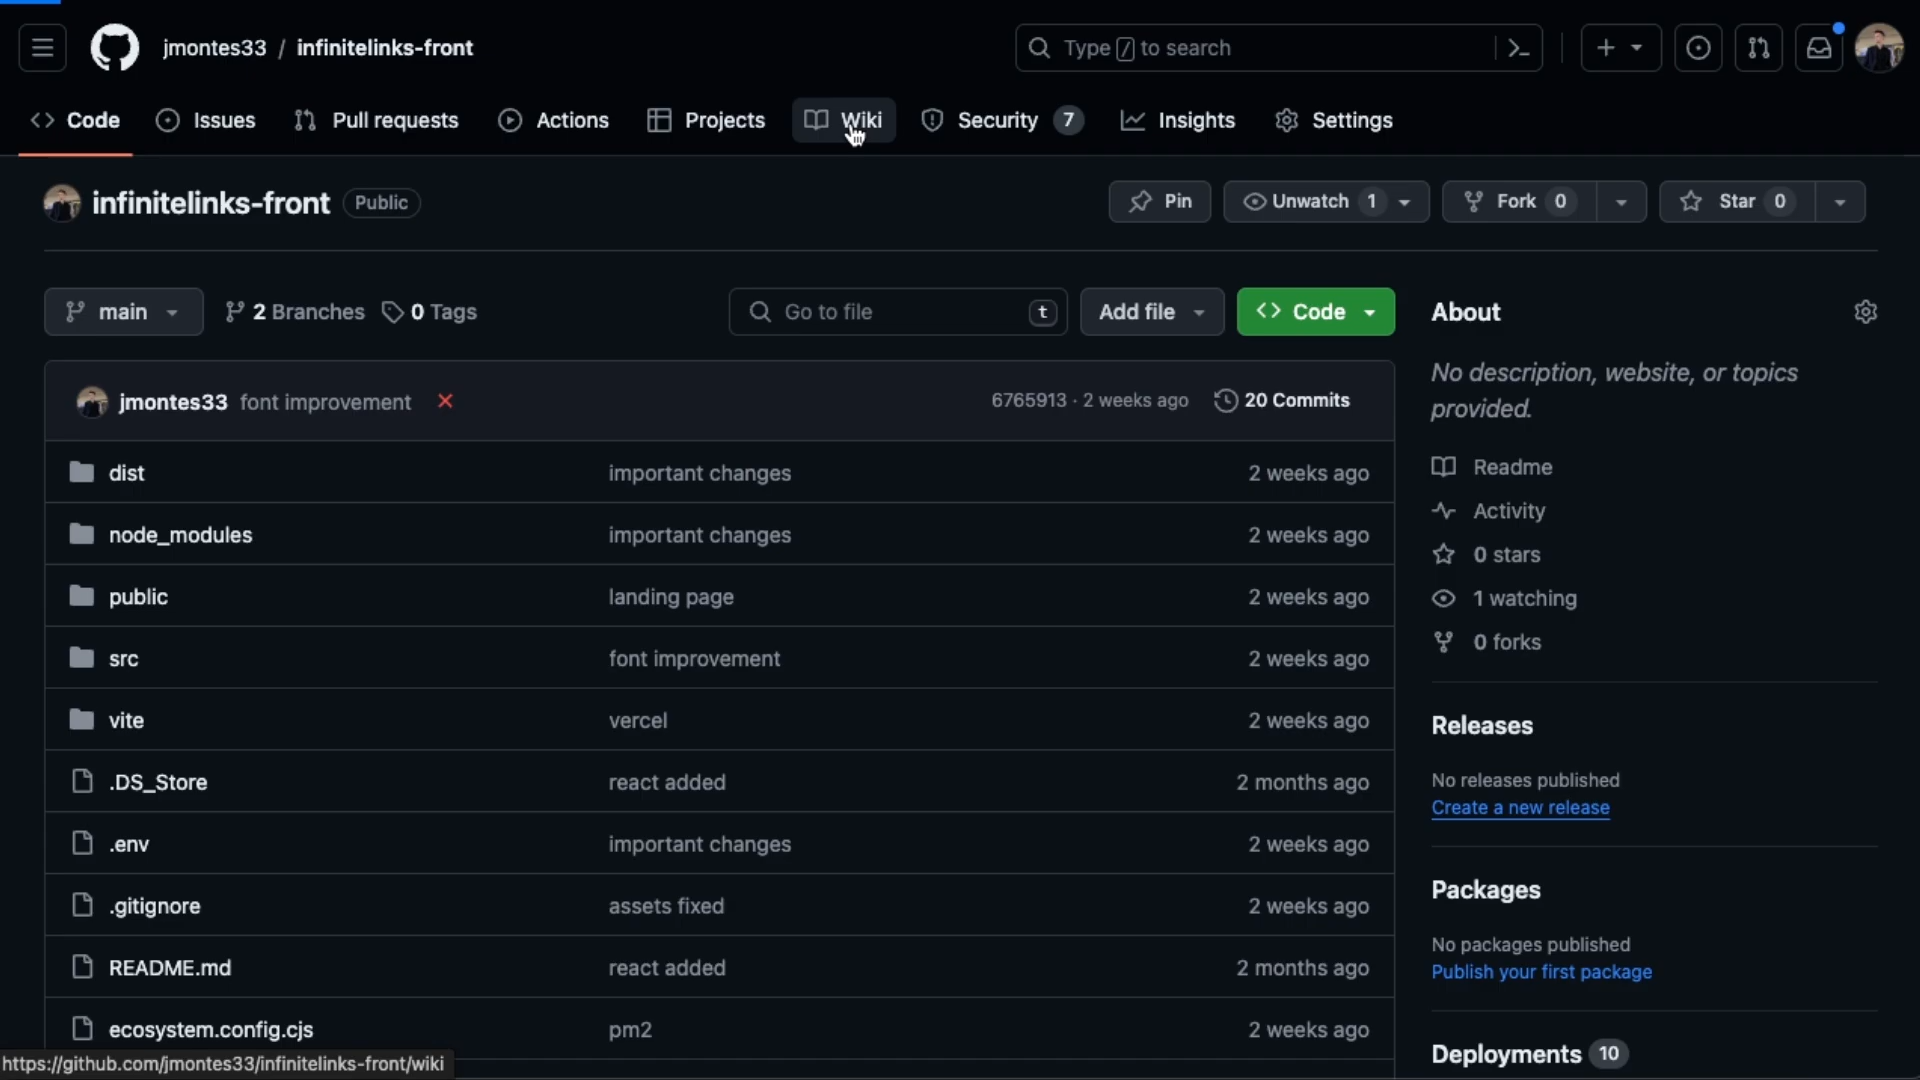 jmontes33 / infinitelinks-front
Type / to search
Code
Issues
Pull requests
Actions
Projects
Wiki
Security 7
Insights
Settings
infinitelinks-front Public
Pin
Unwatch 1
Fork 0
Star 0
main
2 Branches
0 Tags
Go to file t
Add file
Code
jmontes33 font improvement 6765913 · 2 weeks ago 20 Commits
dist important changes 2 weeks ago
node_modules important changes 2 weeks ago
public landing page 2 weeks ago
src font improvement 2 weeks ago
vite vercel 2 weeks ago
.DS_Store react added 2 months ago
.env important changes 2 weeks ago
.gitignore assets fixed 2 weeks ago
README.md react added 2 months ago
ecosystem.config.cjs pm2 2 weeks ago
About
No description, website, or topics
provided.
Readme
Activity
0 stars
1 watching
0 forks
Releases
No releases published
Create a new release
Packages
No packages published
Publish your first package
Deployments 10
https://github.com/jmontes33/infinitelinks-front/wiki